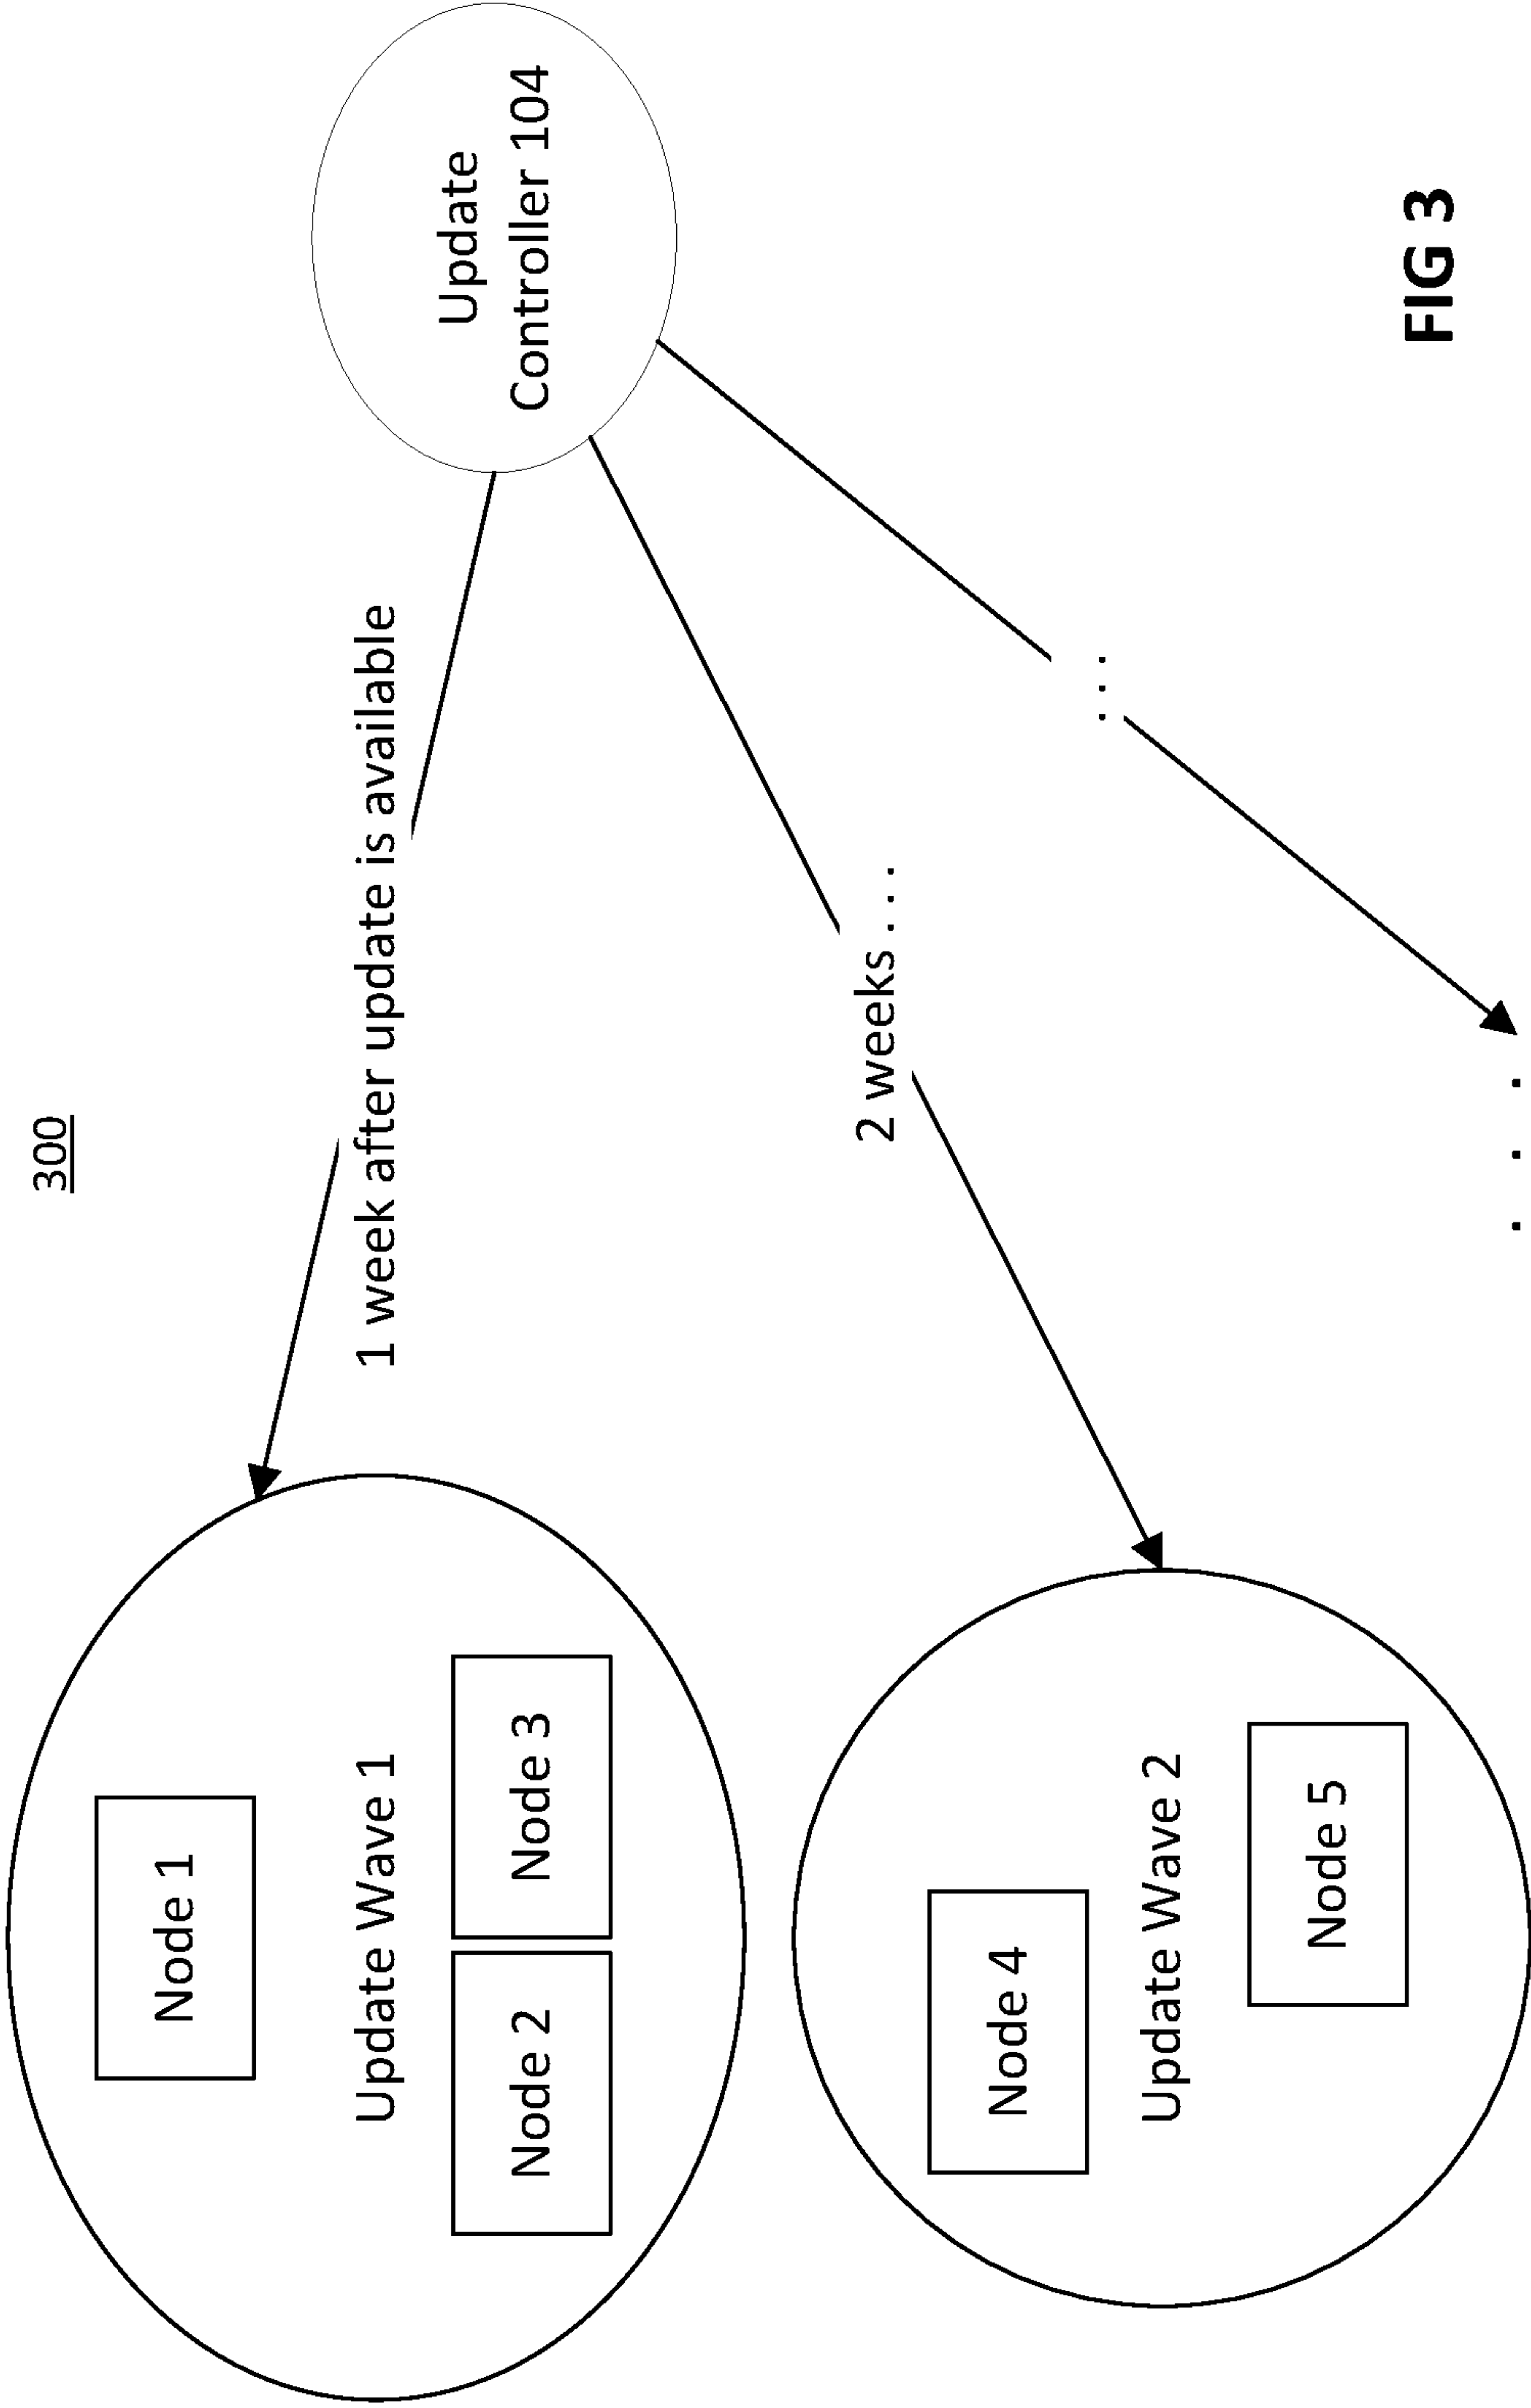 300
Node 1
Update Wave 1
Node 2
Node 3
1 week after update is available
Update
Controller 104
Node 4
Update Wave 2
Node 5
2 weeks . . .
. . .
. . .
FIG 3